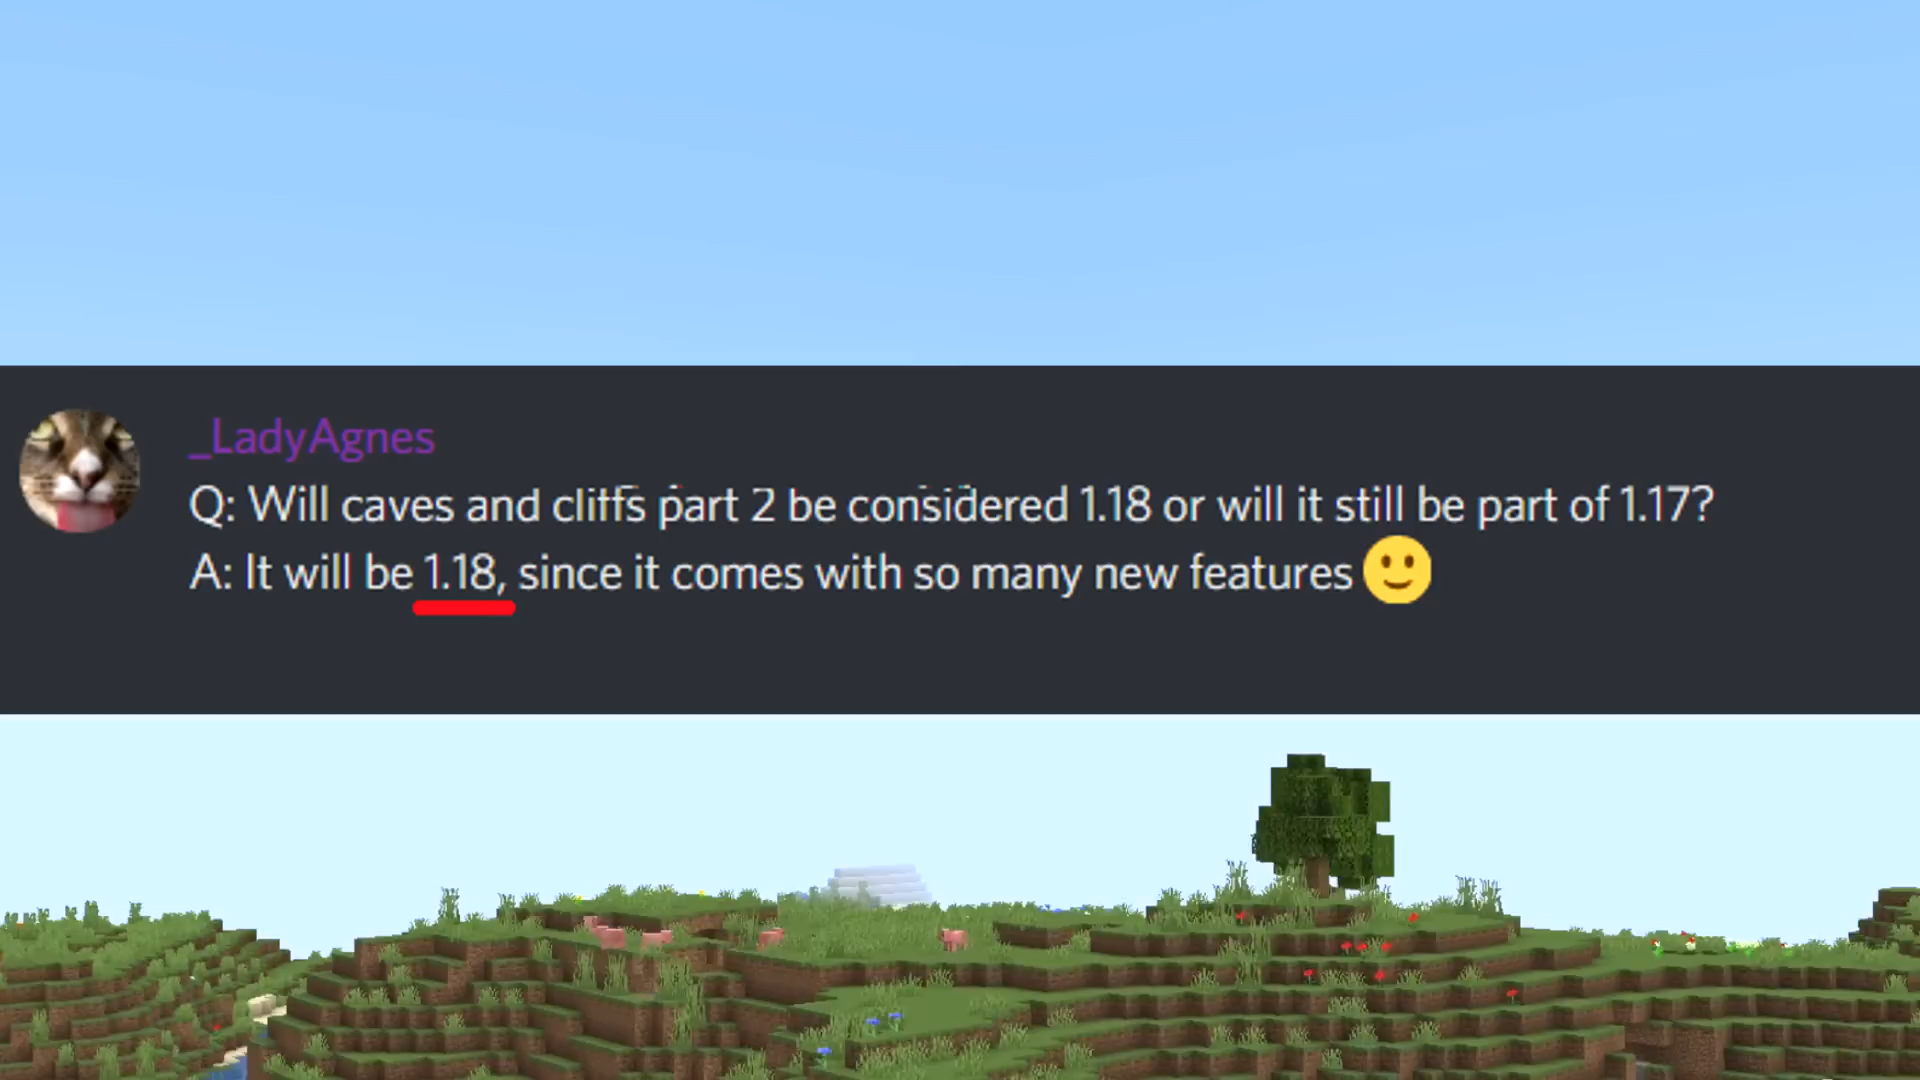 _LadyAgnes
Q: Will caves and cliffs part 2 be considered 1.18 or will it still be part of 1.17?
A: It will be 1.18, since it comes with so many new features 🙂